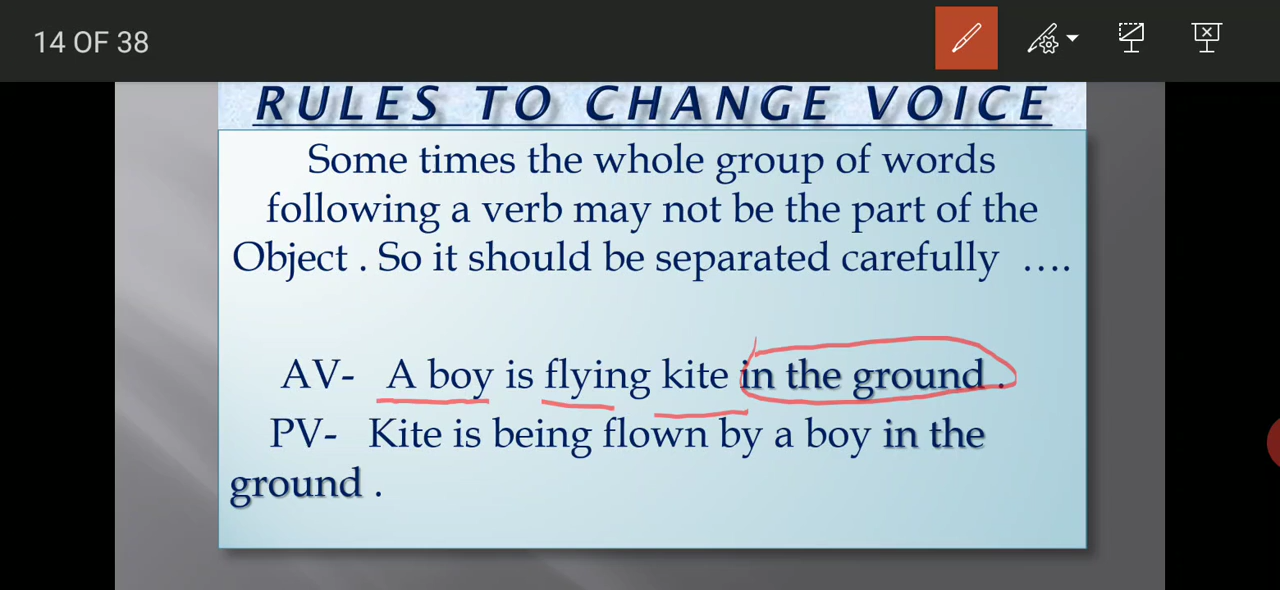 14 OF 38
RULES TO CHANGE VOICE
Some times the whole group of words
following a verb may not be the part of the
Object . So it should be separated carefully ....
AV- A boy is flying kite in the ground .
PV- Kite is being flown by a boy in the
ground .